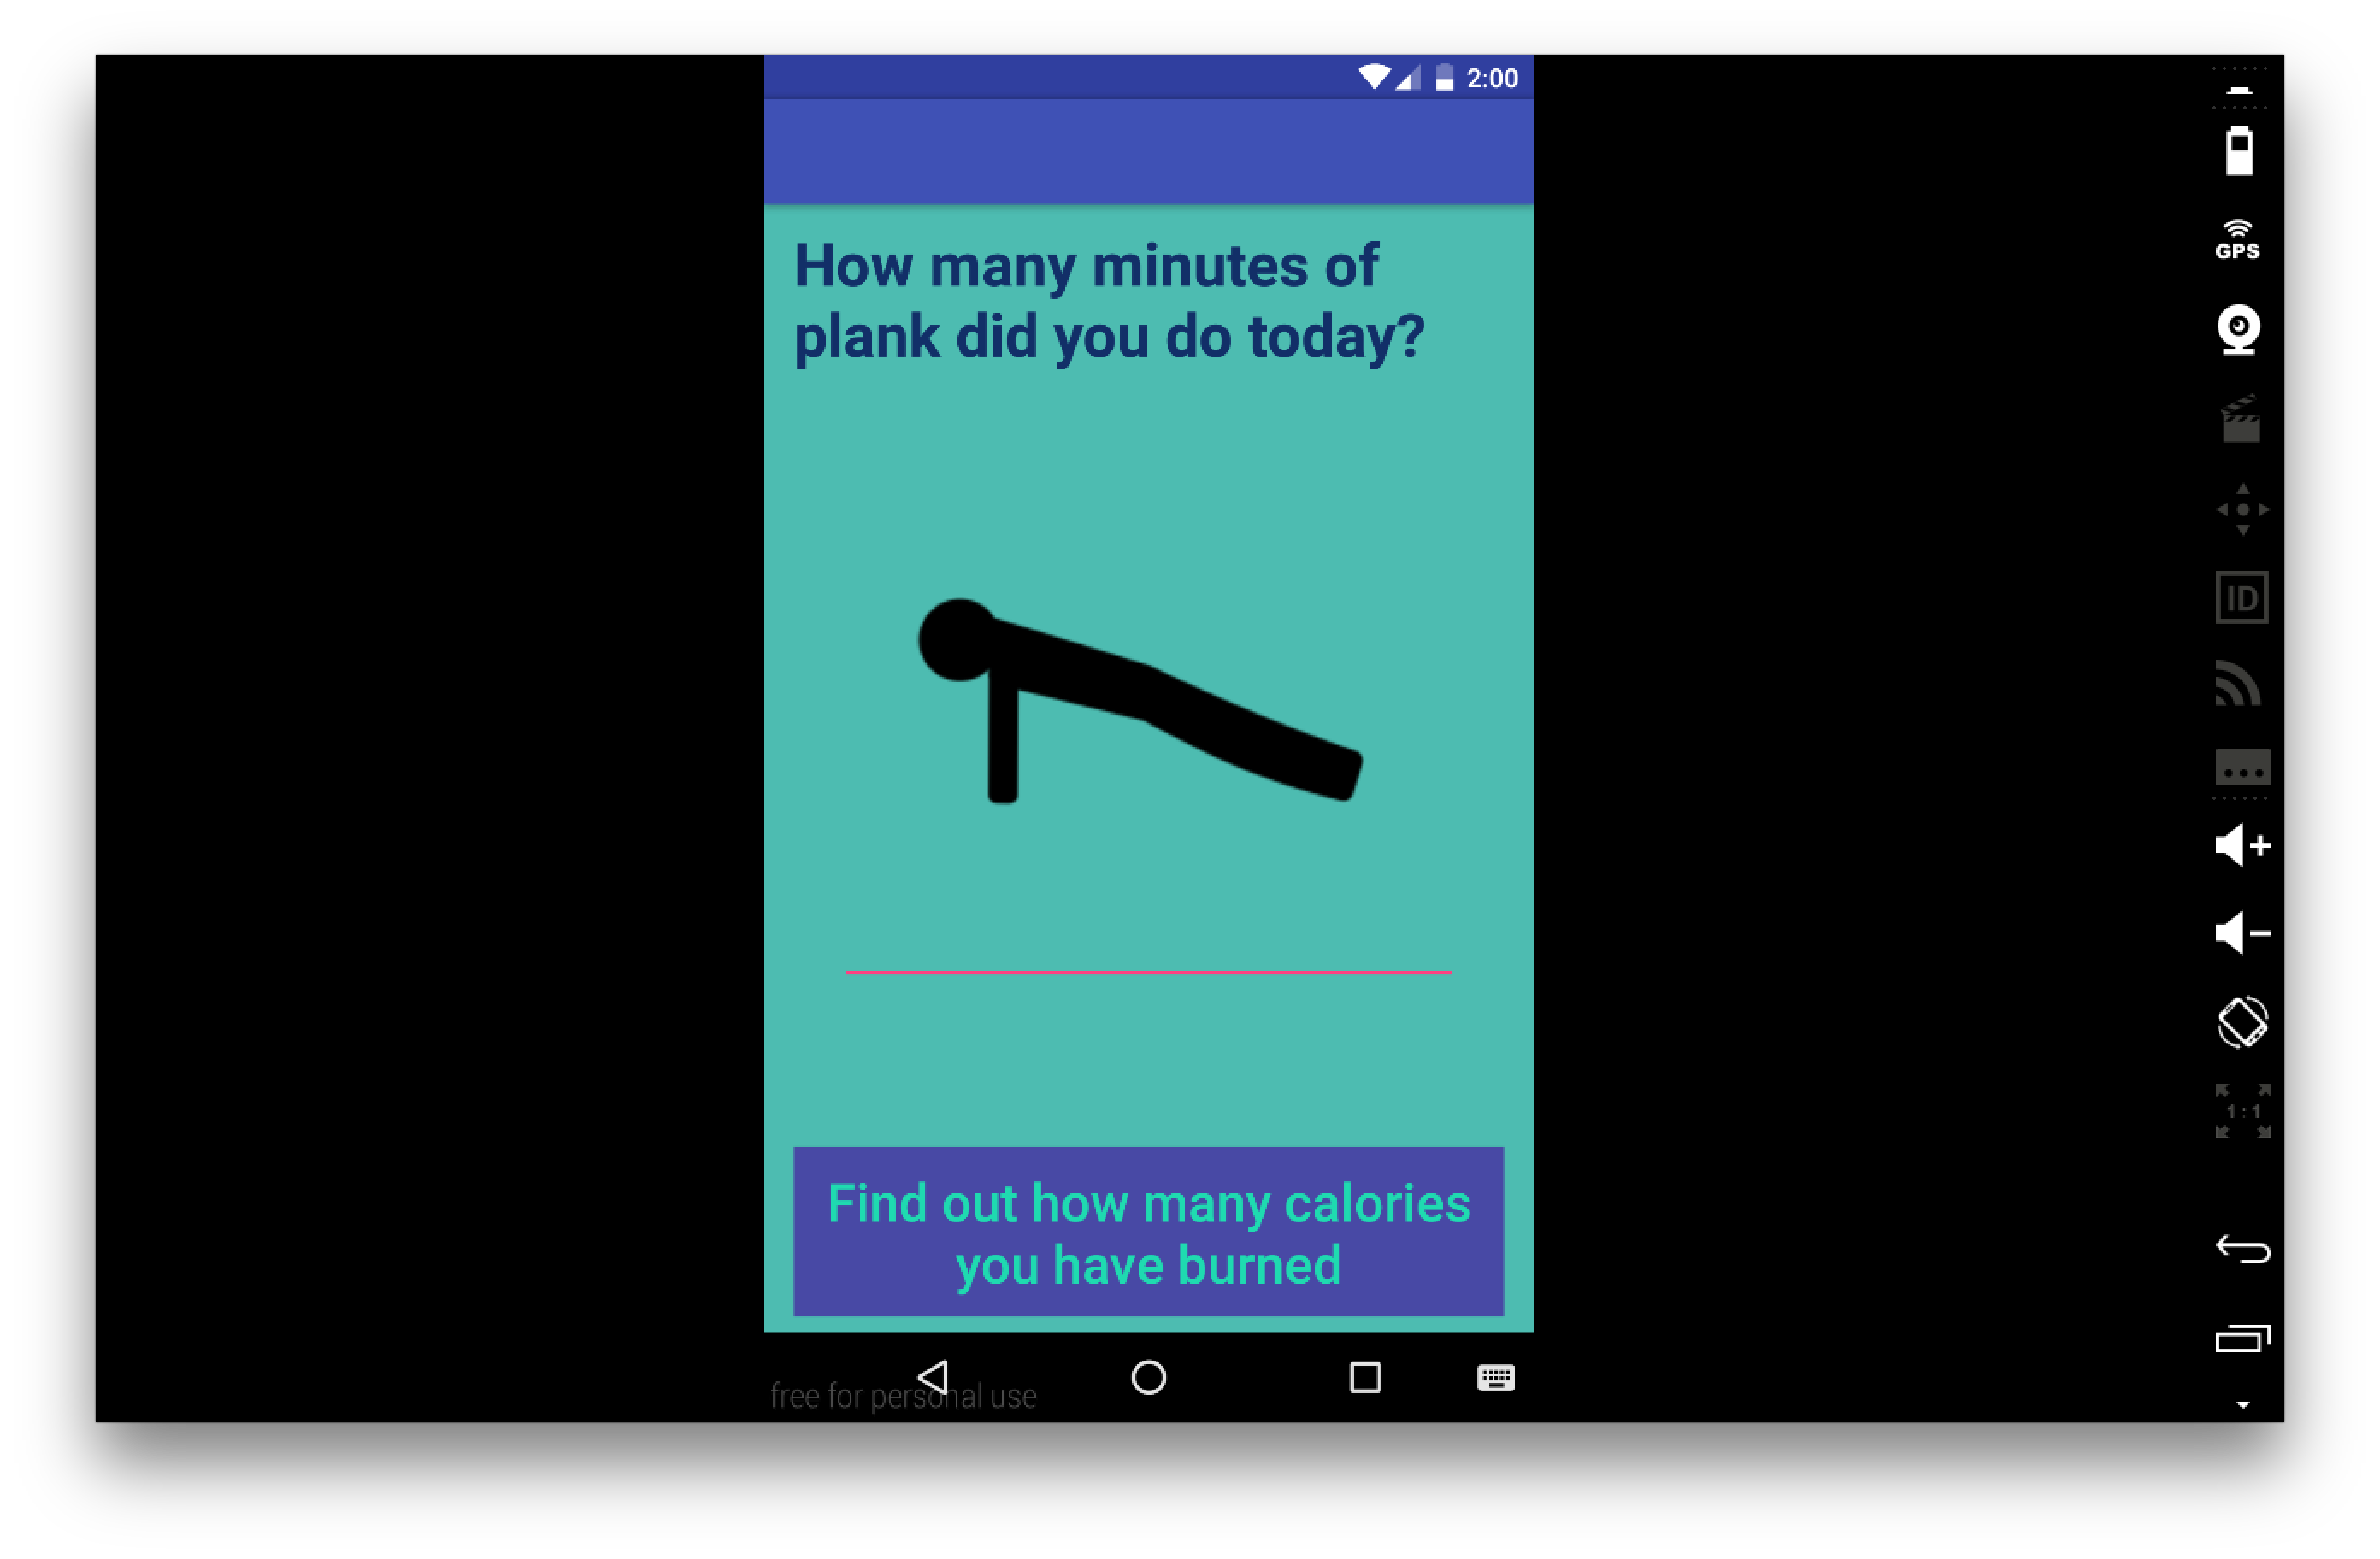 2:00
How many minutes of
plank did you do today?
Find out how many calories
you have burned
free for personal use
GPS
ID
1:1